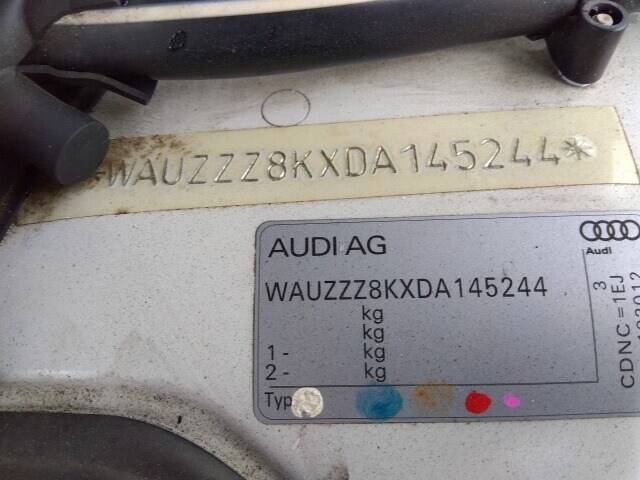 WAUZZZ8KXDA145244*
AUDI AG
Audi
WAUZZZ8KXDA145244
kg
kg
1 - kg
2 - kg
Typ
3
CDNC=1EJ